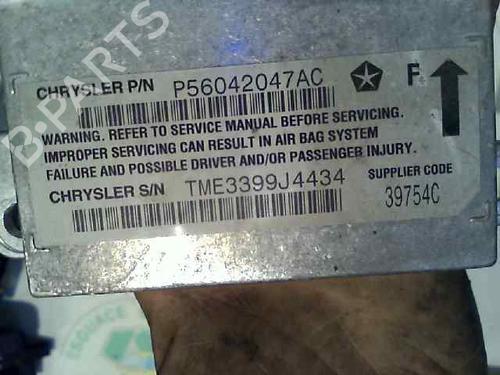 CHRYSLER P/N P56042047AC F
WARNING. REFER TO SERVICE MANUAL BEFORE SERVICING.
IMPROPER SERVICING CAN RESULT IN AIR BAG SYSTEM
FAILURE AND POSSIBLE DRIVER AND/OR PASSENGER INJURY.
CHRYSLER S/N TME3399J4434 SUPPLIER CODE
39754C
B-PARTS